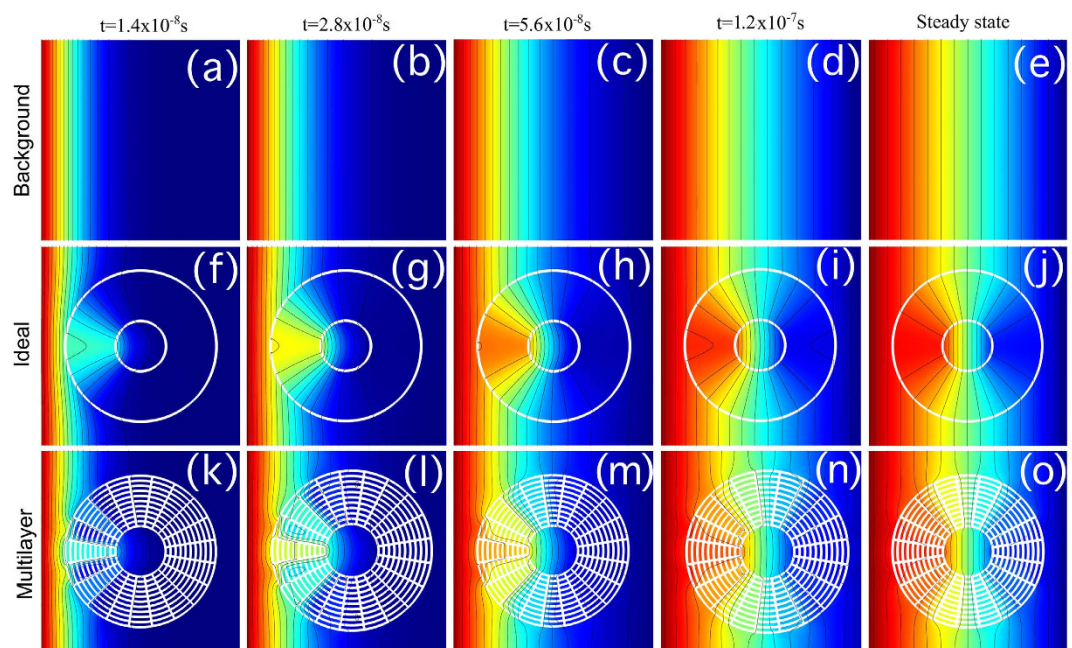 t=1.4x10⁻⁸s t=2.8x10⁻⁸s t=5.6x10⁻⁸s t=1.2x10⁻⁷s Steady state
Background
(a) (b) (c) (d) (e)
Ideal
(f) (g) (h) (i) (j)
Multilayer
(k) (l) (m) (n) (o)